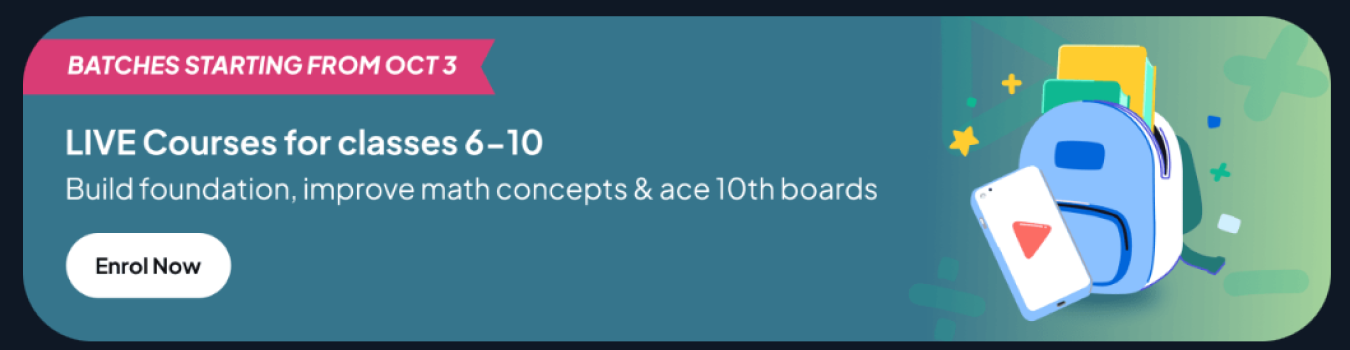 BATCHES STARTING FROM OCT 3
LIVE Courses for classes 6–10
Build foundation, improve math concepts & ace 10th boards
Enrol Now